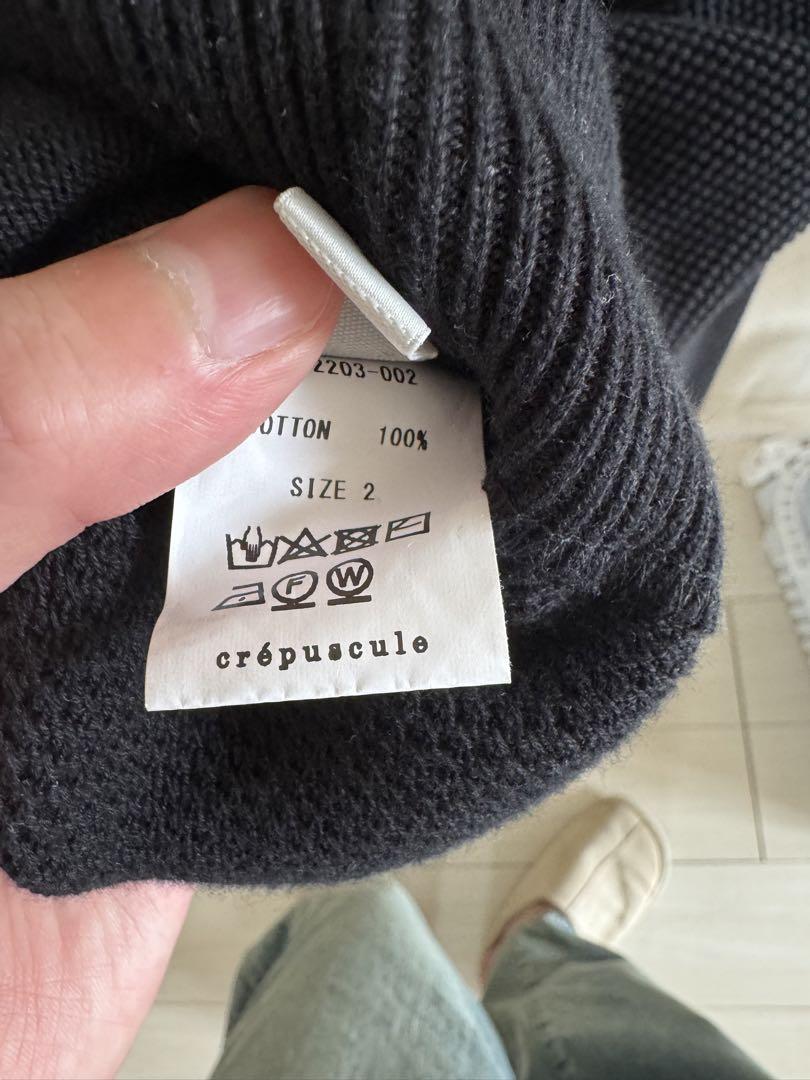 2203-002
OTTON 100%
SIZE 2
F W
crépuscule